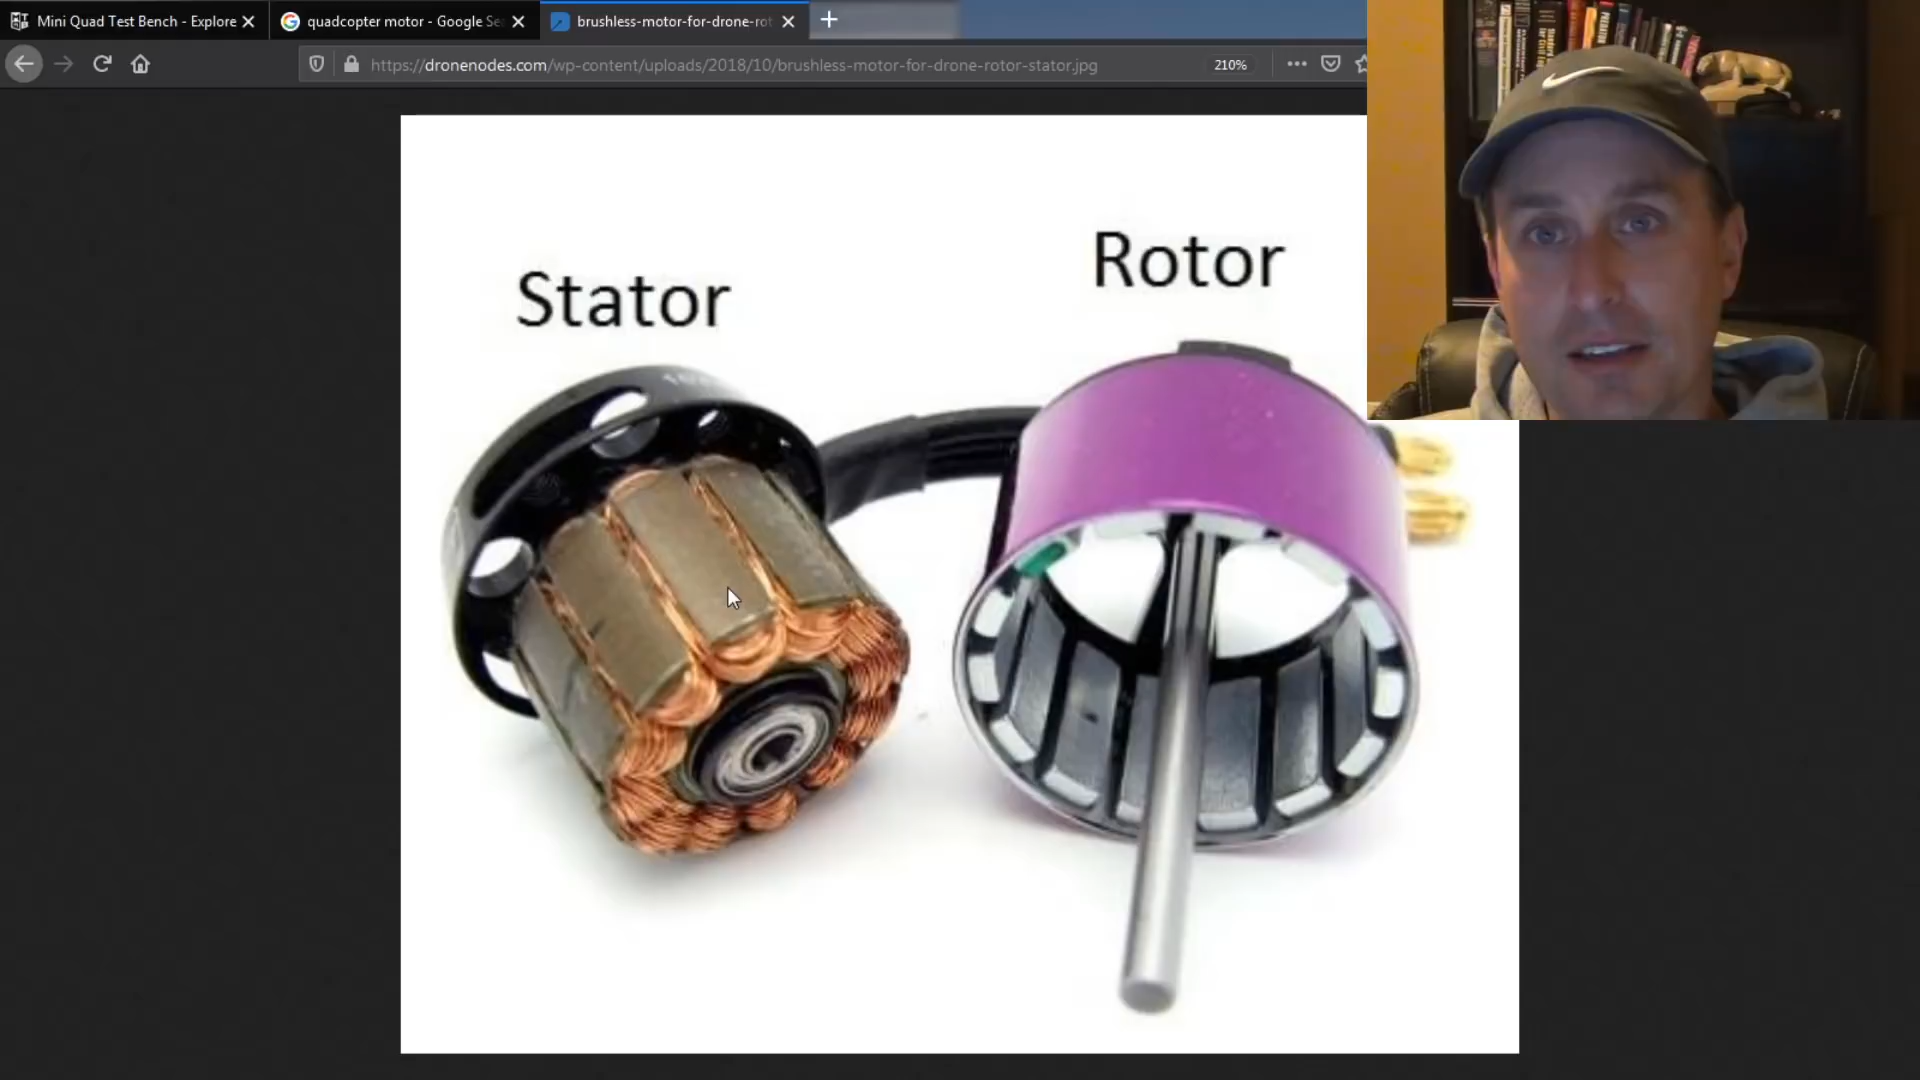 Mini Quad Test Bench - Explore
quadcopter motor - Google Se
brushless-motor-for-drone-rot
https://dronenodes.com/wp-content/uploads/2018/10/brushless-motor-for-drone-rotor-stator.jpg
210%
Stator
Rotor